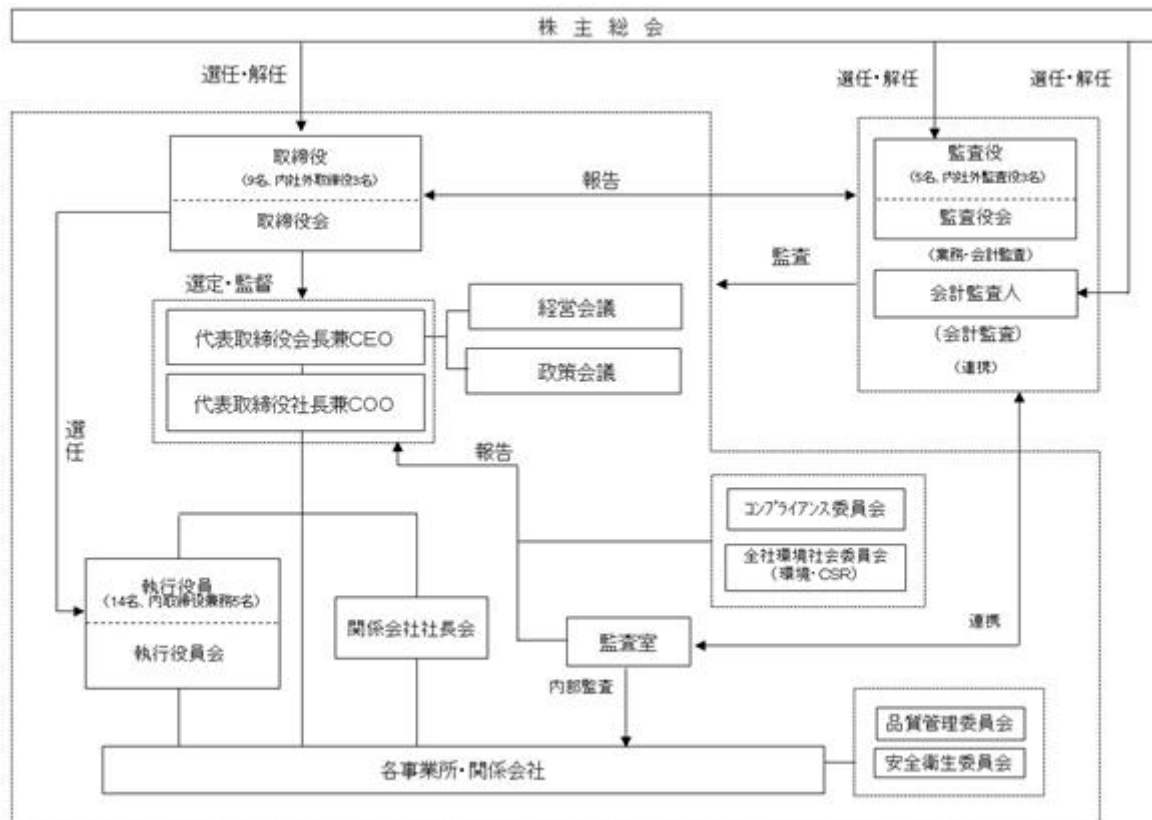 株主総会
選任・解任
選任・解任
選任・解任
取締役
(9名、内社外取締役3名)
取締役会
報告
監査役
(5名、内社外監査役3名)
監査役会
(業務・会計監査)
監査
会計監査人
(会計監査)
(連携)
選定・監督
代表取締役会長兼CEO
代表取締役社長兼COO
経営会議
政策会議
選任
報告
コンプライアンス委員会
全社環境社会委員会
(環境・CSR)
執行役員
(14名、内取締役兼務5名)
執行役員会
関係会社社長会
監査室
連携
内部監査
品質管理委員会
安全衛生委員会
各事業所・関係会社